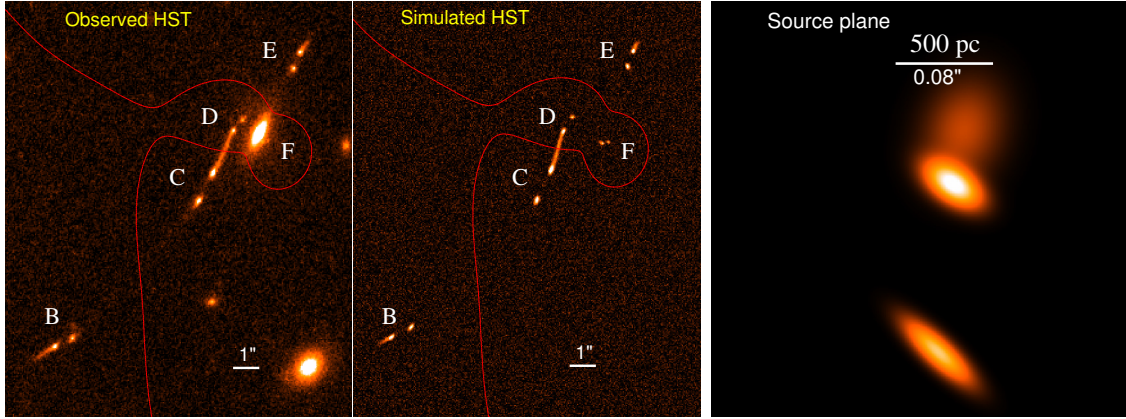 Observed HST
E
D
F
C
B
1"
Simulated HST
E
D
F
C
B
1"
Source plane
500 pc
0.08"